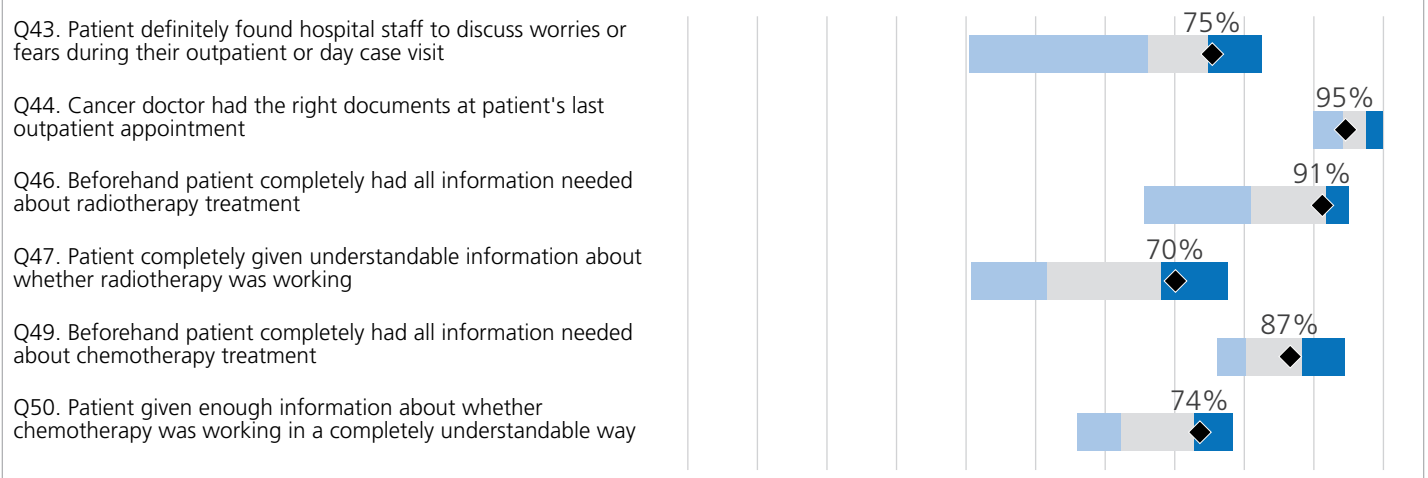 Q43. Patient definitely found hospital staff to discuss worries or
fears during their outpatient or day case visit
75%
Q44. Cancer doctor had the right documents at patient's last
outpatient appointment
95%
Q46. Beforehand patient completely had all information needed
about radiotherapy treatment
91%
Q47. Patient completely given understandable information about
whether radiotherapy was working
70%
Q49. Beforehand patient completely had all information needed
about chemotherapy treatment
87%
Q50. Patient given enough information about whether
chemotherapy was working in a completely understandable way
74%